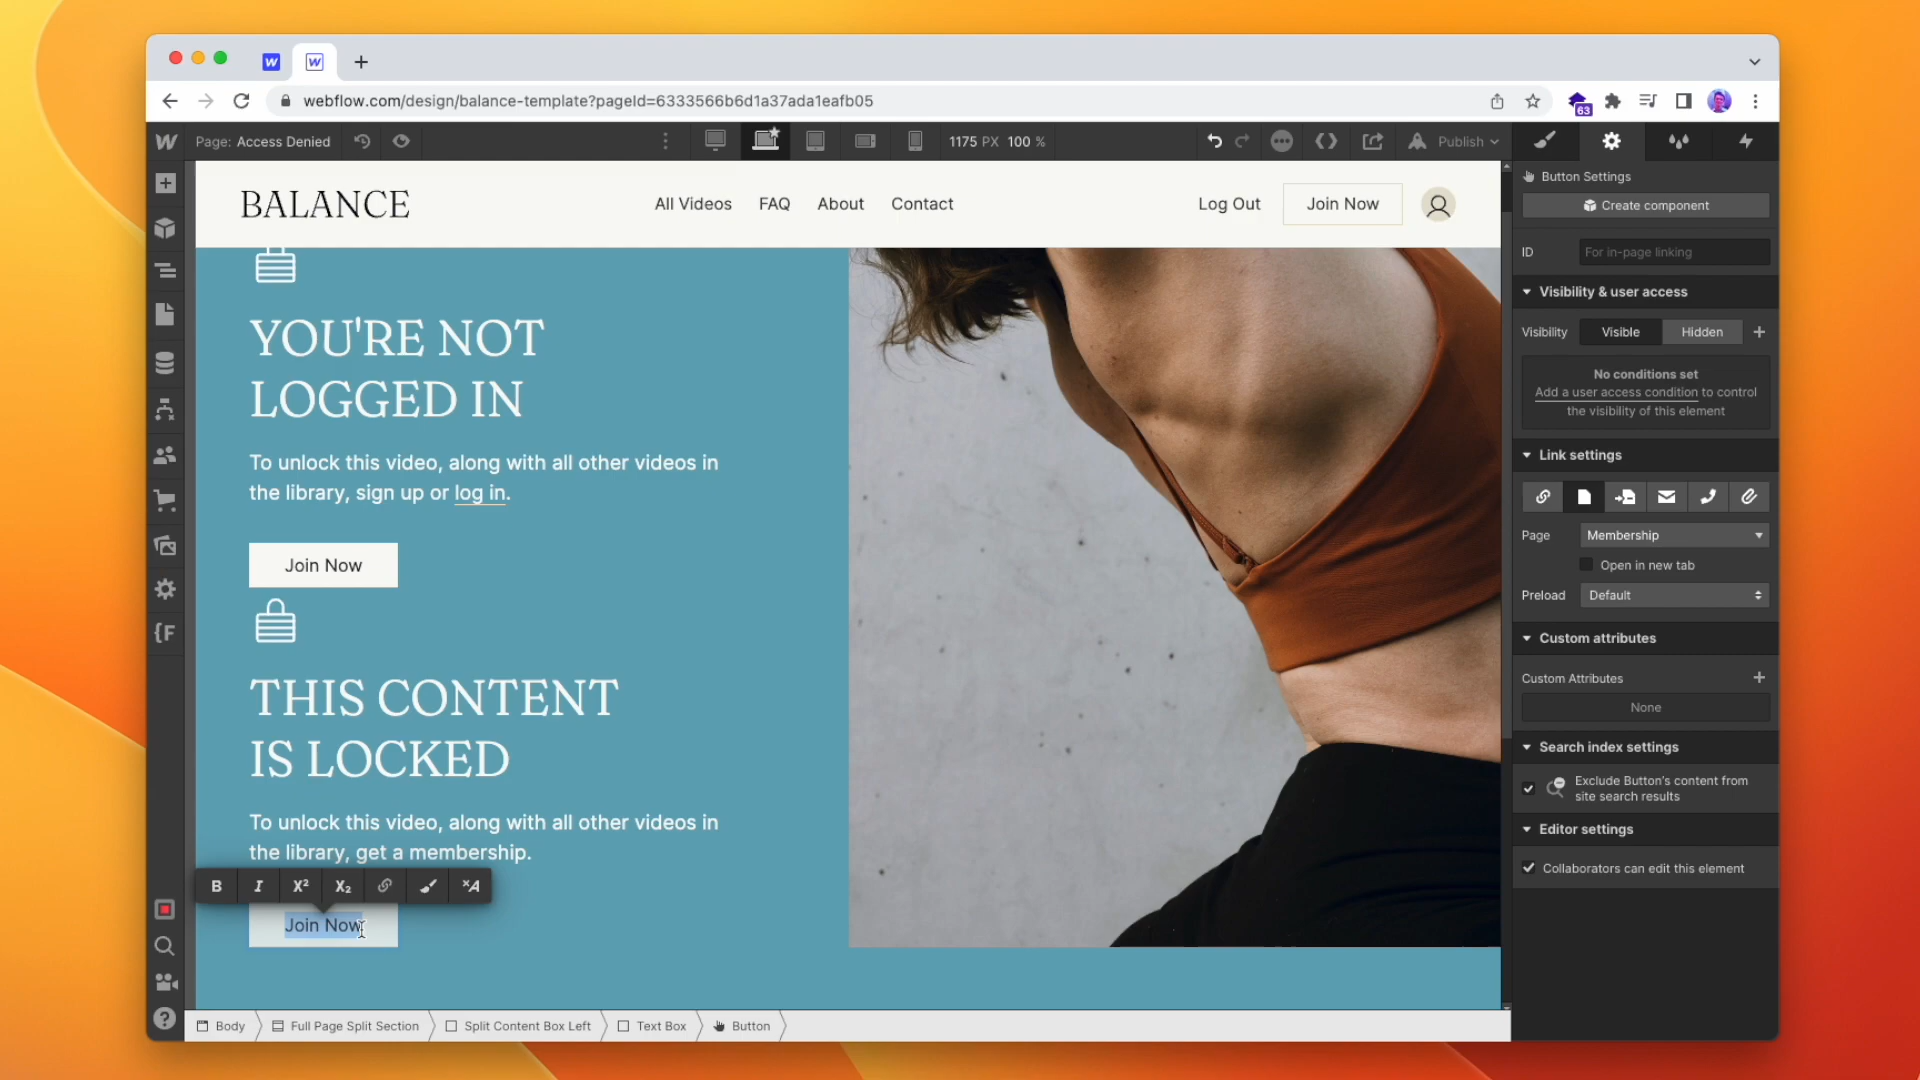 webflow.com/design/balance-template?pageId=6333566b6d1a37ada1eafb05
63
Page: Access Denied
1175 PX 100 %
Publish
BALANCE
All Videos FAQ About Contact
Log Out Join Now
YOU'RE NOT
LOGGED IN
To unlock this video, along with all other videos in
the library, sign up or log in.
Join Now
THIS CONTENT
IS LOCKED
To unlock this video, along with all other videos in
the library, get a membership.
B I X² X₂
Join Now
Body Full Page Split Section Split Content Box Left Text Box Button
Button Settings
Create component
ID For in-page linking
Visibility & user access
Visibility Visible Hidden
No conditions set
Add a user access condition to control
the visibility of this element
Link settings
Page Membership
Open in new tab
Preload Default
Custom attributes
Custom Attributes
None
Search index settings
Exclude Button's content from
site search results
Editor settings
Collaborators can edit this element